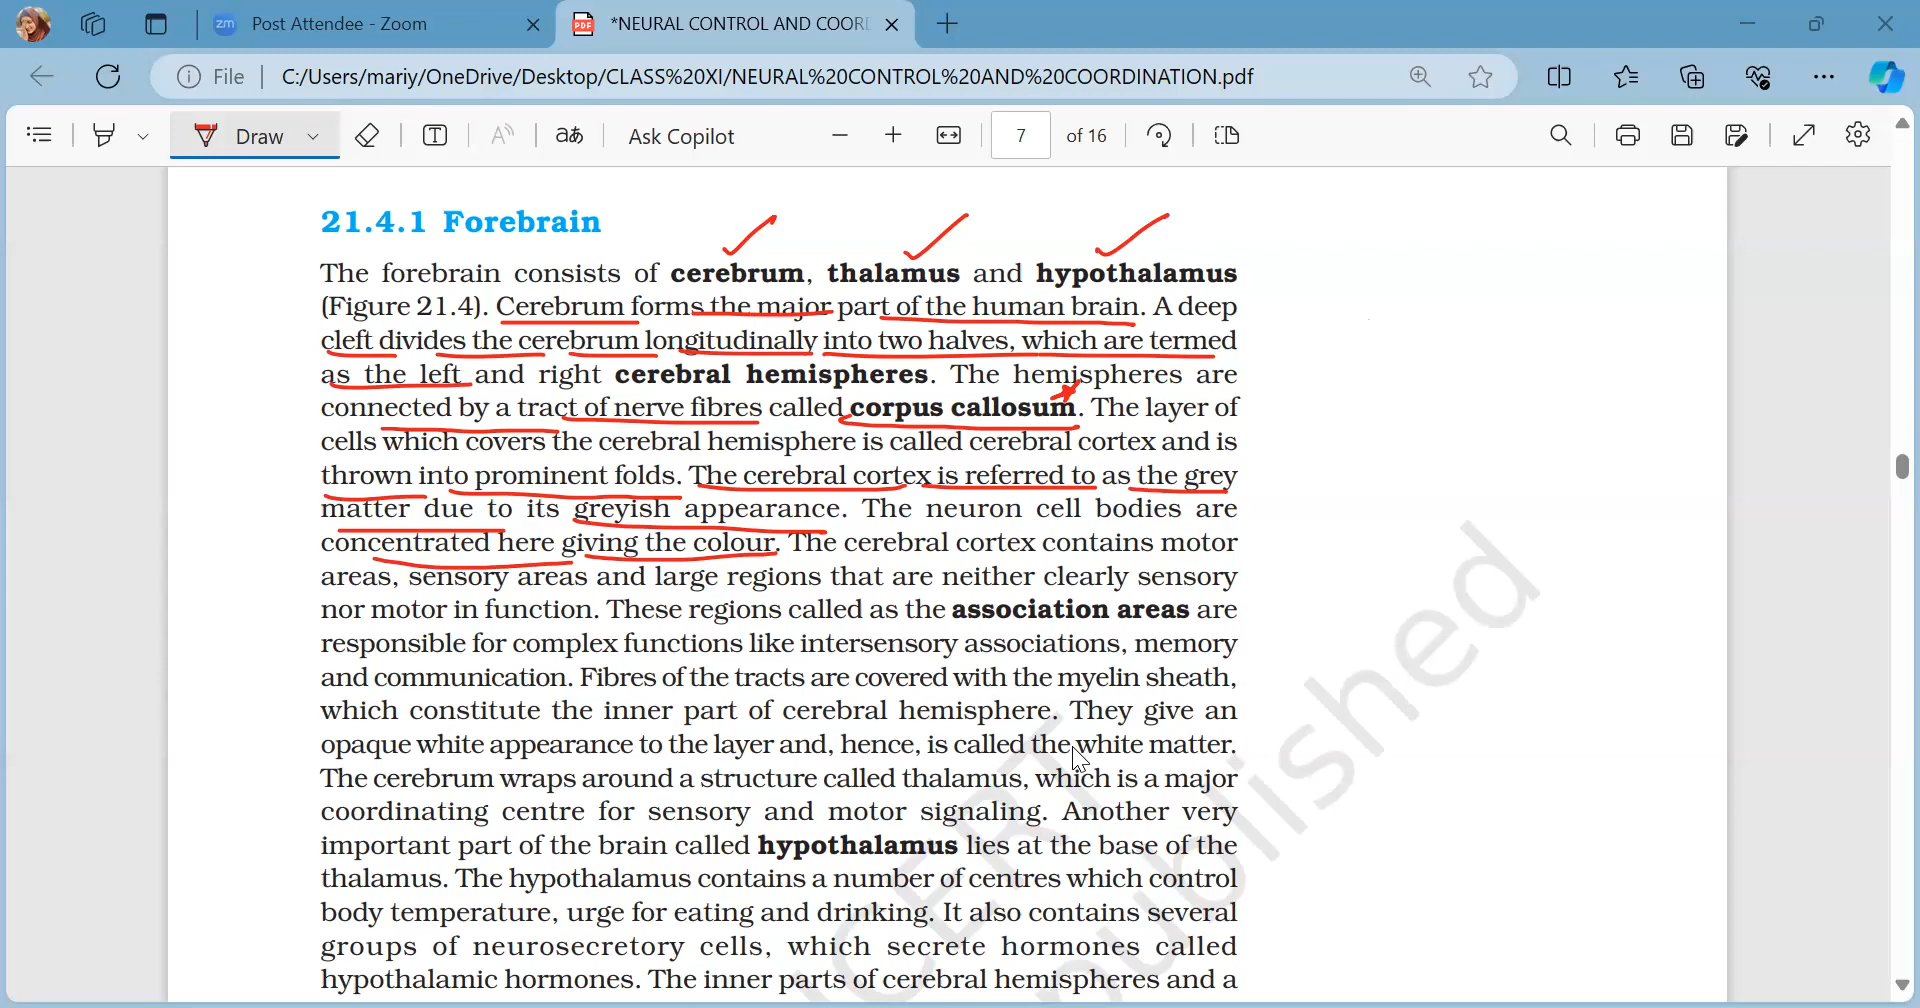 zm Post Attendee - Zoom
PDF *NEURAL CONTROL AND COORD
File C:/Users/mariy/OneDrive/Desktop/CLASS%20XI/NEURAL%20CONTROL%20AND%20COORDINATION.pdf
Draw T A aあ Ask Copilot 7 of 16
21.4.1 Forebrain
The forebrain consists of cerebrum, thalamus and hypothalamus
(Figure 21.4). Cerebrum forms the major part of the human brain. A deep
cleft divides the cerebrum longitudinally into two halves, which are termed
as the left and right cerebral hemispheres. The hemispheres are
connected by a tract of nerve fibres called corpus callosum. The layer of
cells which covers the cerebral hemisphere is called cerebral cortex and is
thrown into prominent folds. The cerebral cortex is referred to as the grey
matter due to its greyish appearance. The neuron cell bodies are
concentrated here giving the colour. The cerebral cortex contains motor
areas, sensory areas and large regions that are neither clearly sensory
nor motor in function. These regions called as the association areas are
responsible for complex functions like intersensory associations, memory
and communication. Fibres of the tracts are covered with the myelin sheath,
which constitute the inner part of cerebral hemisphere. They give an
opaque white appearance to the layer and, hence, is called the white matter.
The cerebrum wraps around a structure called thalamus, which is a major
coordinating centre for sensory and motor signaling. Another very
important part of the brain called hypothalamus lies at the base of the
thalamus. The hypothalamus contains a number of centres which control
body temperature, urge for eating and drinking. It also contains several
groups of neurosecretory cells, which secrete hormones called
hypothalamic hormones. The inner parts of cerebral hemispheres and a
NCERT
published